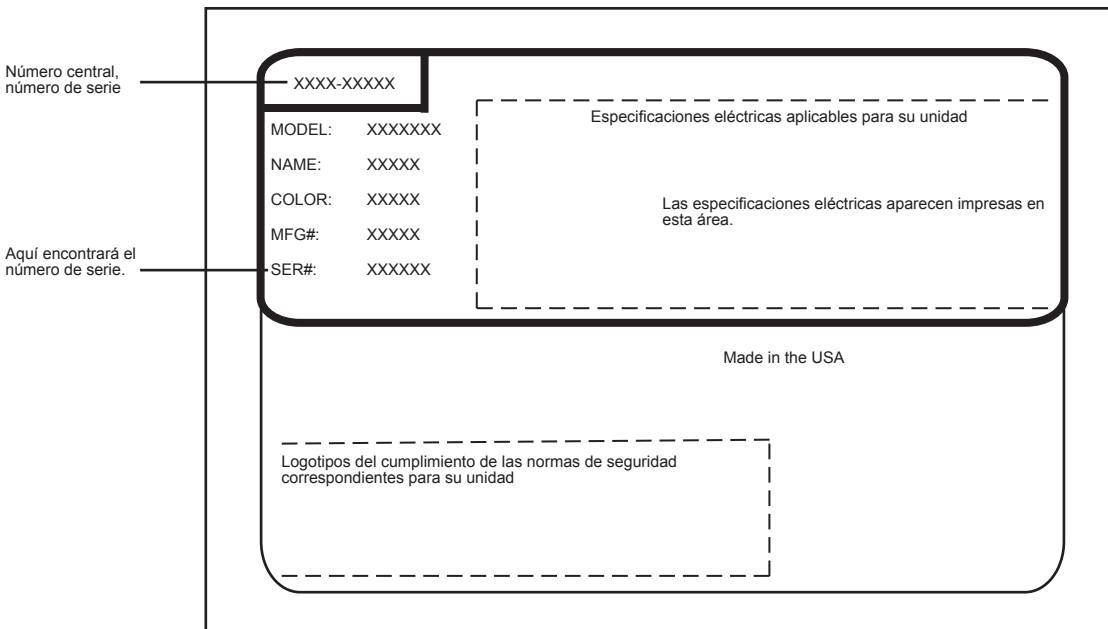 Número central,
número de serie
XXXX-XXXXX
Especificaciones eléctricas aplicables para su unidad
MODEL: XXXXXXX
NAME: XXXXX
COLOR: XXXXX
Las especificaciones eléctricas aparecen impresas en
esta área.
MFG#: XXXXX
Aquí encontrará el
número de serie.
SER#: XXXXXX
Made in the USA
Logotipos del cumplimiento de las normas de seguridad
correspondientes para su unidad